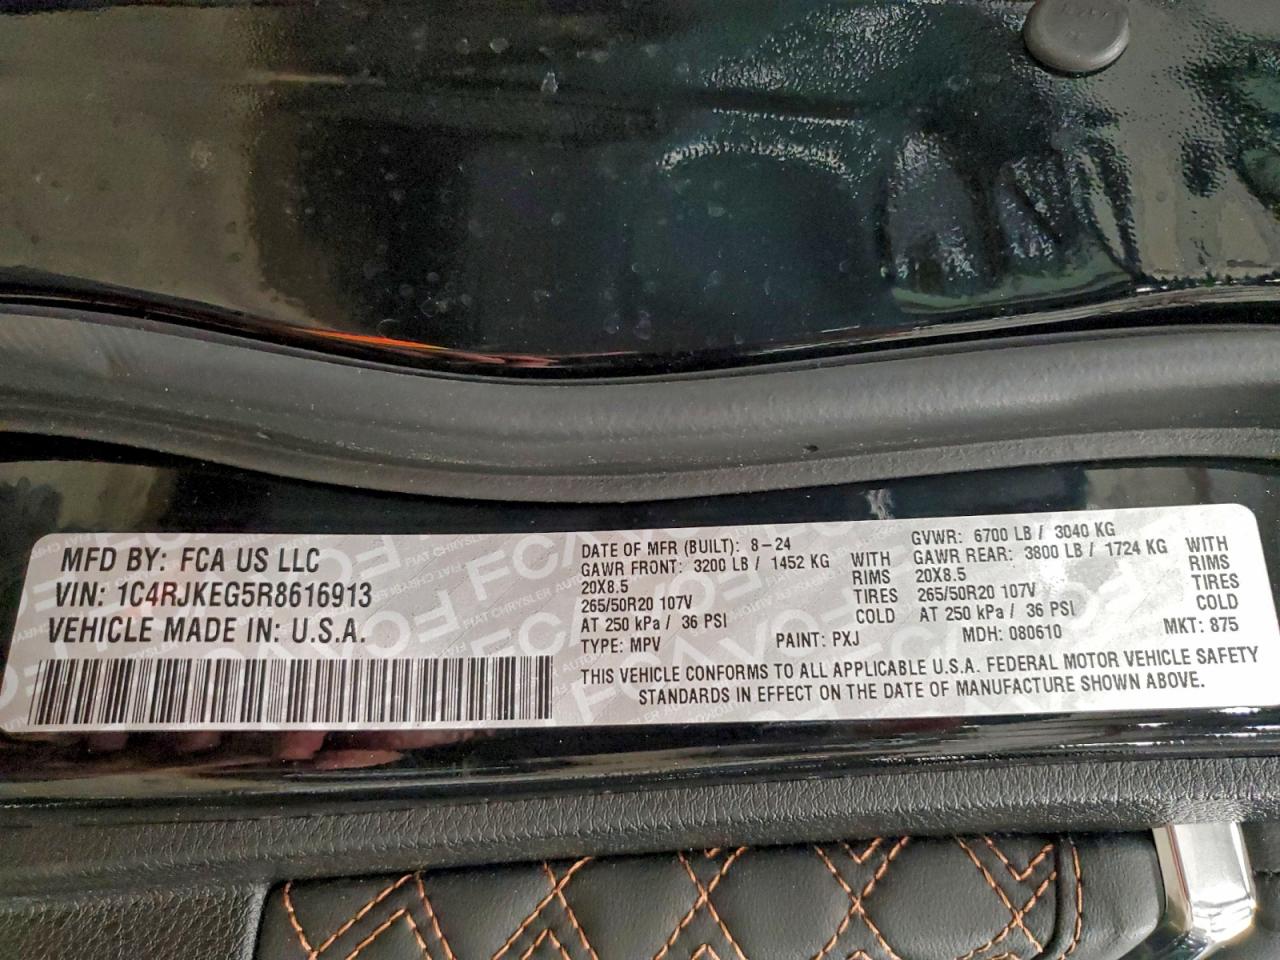 MFD BY: FCA US LLC
VIN: 1C4RJKEG5R8616913
VEHICLE MADE IN: U.S.A.
DATE OF MFR (BUILT): 8-24
GAWR FRONT: 3200 LB / 1452 KG WITH
20X8.5 RIMS
265/50R20 107V TIRES
AT 250 kPa / 36 PSI COLD
TYPE: MPV PAINT: PXJ
GVWR: 6700 LB / 3040 KG
GAWR REAR: 3800 LB / 1724 KG WITH
20X8.5 RIMS
265/50R20 107V TIRES
AT 250 kPa / 36 PSI COLD
MDH: 080610 MKT: 875
THIS VEHICLE CONFORMS TO ALL APPLICABLE U.S.A. FEDERAL MOTOR VEHICLE SAFETY
STANDARDS IN EFFECT ON THE DATE OF MANUFACTURE SHOWN ABOVE.